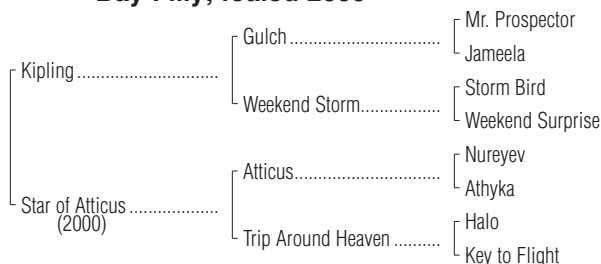 Bay Filly; foaled
Mr. Prospector
Gulch
Jameela
Kipling
Storm Bird
Weekend Storm
Weekend Surprise
Nureyev
Atticus
Athyka
Star of Atticus
(2000)
Halo
Trip Around Heaven
Key to Flight